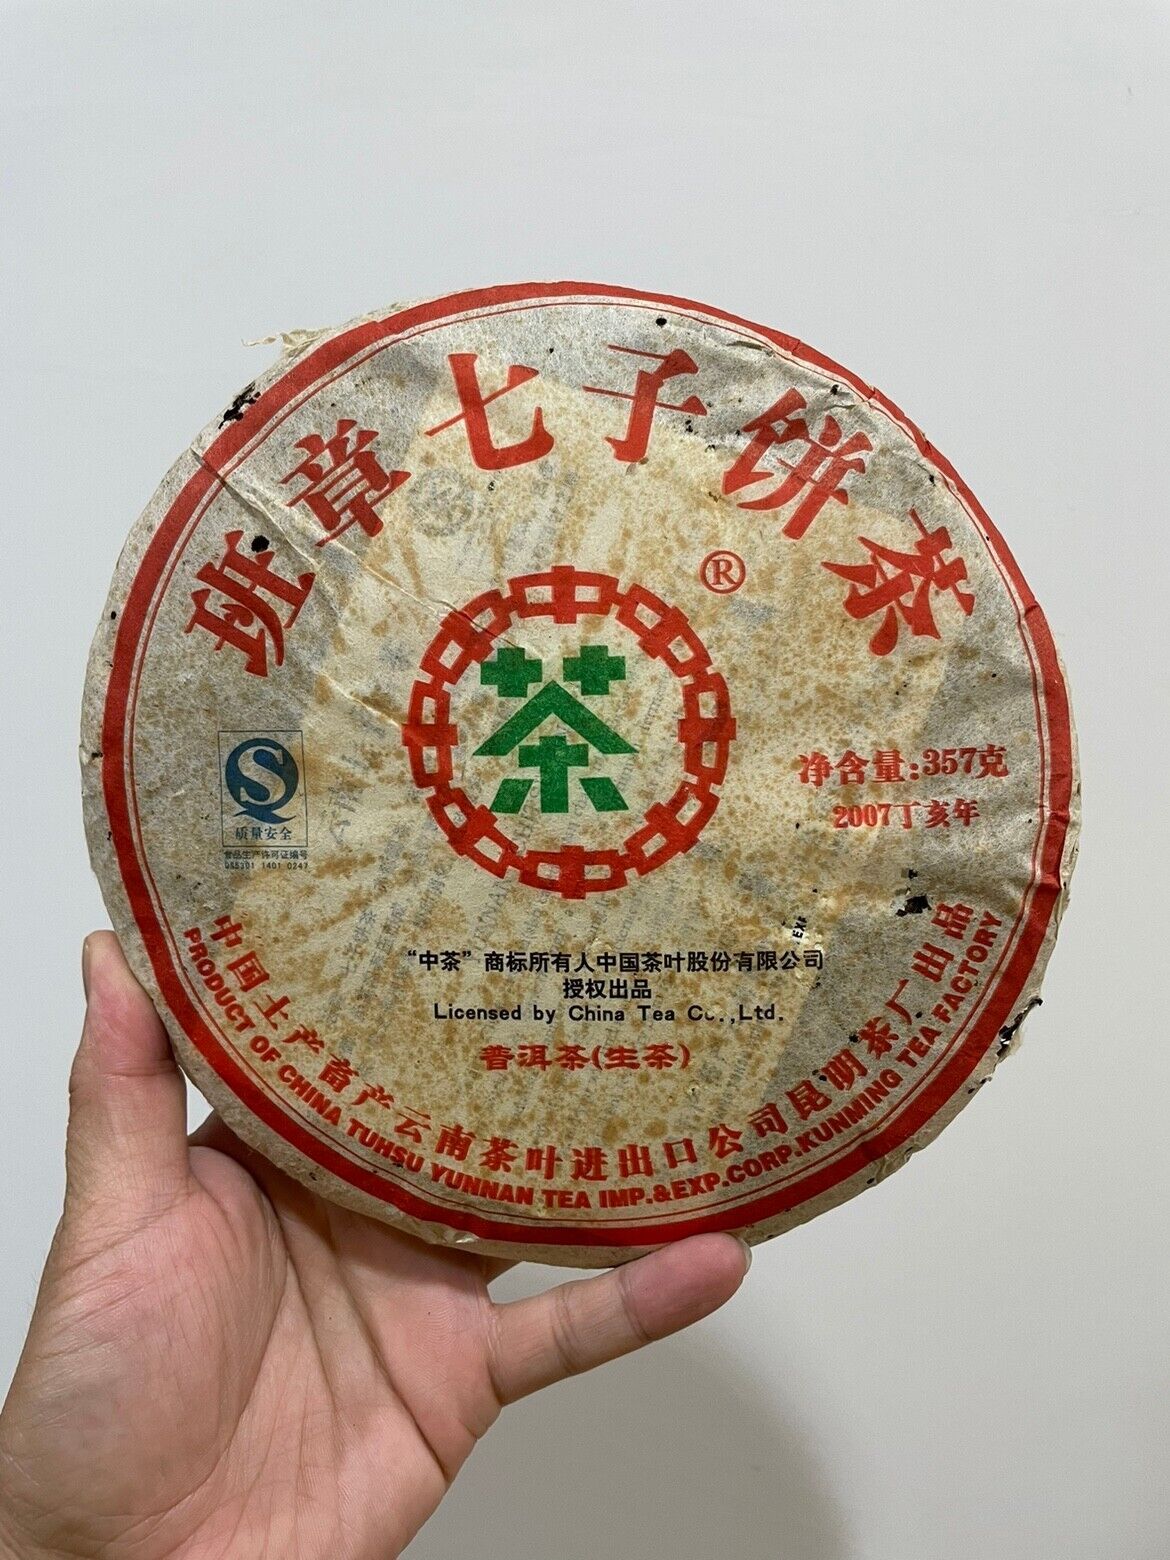 班章七子饼茶
®
茶
净含量:357克
2007丁亥年
质量安全
食品生产许可证编号
1401 0247
"中茶"商标所有人中国茶叶股份有限公司
授权出品
Licensed by China Tea Co.,Ltd.
普洱茶(生茶)
中国土产畜产云南茶叶进出口公司昆明茶厂出品
PRODUCT OF CHINA TUHSU YUNNAN TEA IMP.&EXP.CORP.KUNMING TEA FACTORY